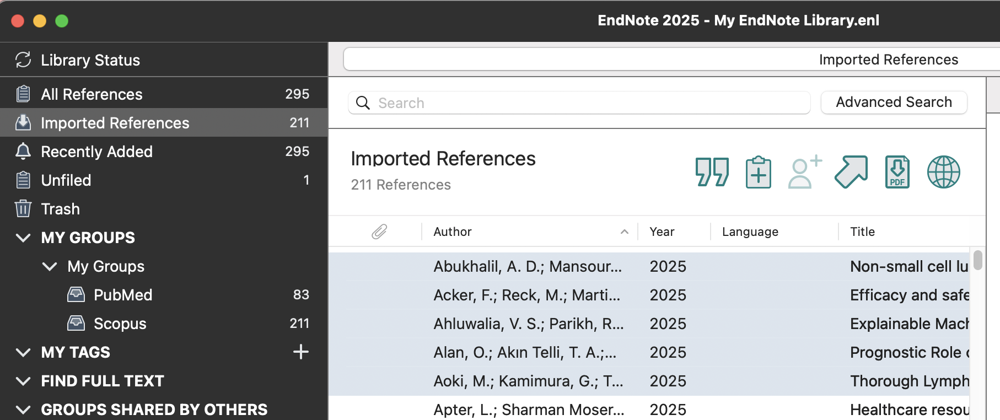 EndNote 2025 - My EndNote Library.enl
Library Status
All References 295
Imported References 211
Recently Added 295
Unfiled 1
Trash
MY GROUPS
My Groups
PubMed 83
Scopus 211
MY TAGS
FIND FULL TEXT
GROUPS SHARED BY OTHERS
Imported References
Search
Advanced Search
Imported References
211 References
PDF
Author Year Language Title
Abukhalil, A. D.; Mansour... 2025 Non-small cell lu
Acker, F.; Reck, M.; Marti... 2025 Efficacy and safe
Ahluwalia, V. S.; Parikh, R... 2025 Explainable Mach
Alan, O.; Akın Telli, T. A.;... 2025 Prognostic Role
Aoki, M.; Kamimura, G.; T... 2025 Thorough Lymph
Apter, L.; Sharman Moser... 2025 Healthcare resou